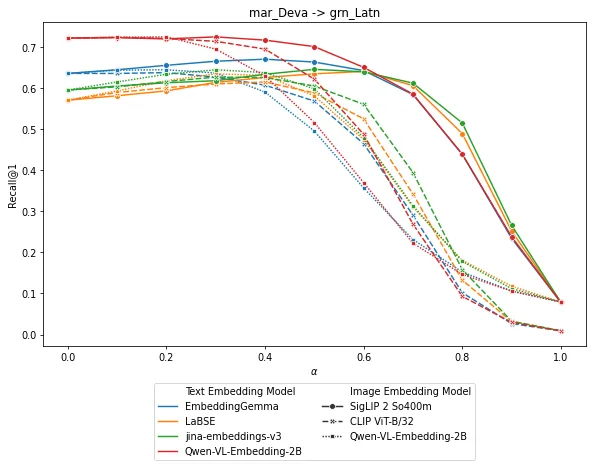 mar_Deva -> grn_Latn
Recall@1
0.7
0.6
0.5
0.4
0.3
0.2
0.1
0.0
0.0 0.2 0.4 0.6 0.8 1.0
α
Text Embedding Model Image Embedding Model
EmbeddingGemma SigLIP 2 So400m
LaBSE CLIP ViT-B/32
jina-embeddings-v3 Qwen-VL-Embedding-2B
Qwen-VL-Embedding-2B